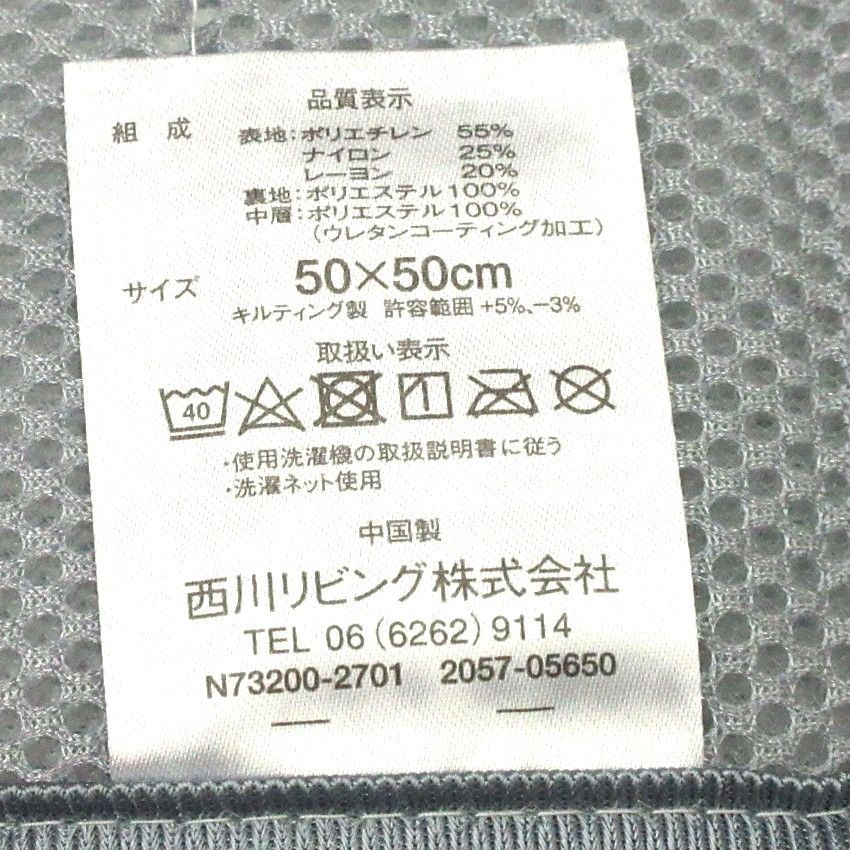 品質表示
組成 表地:ポリエチレン 55%
ナイロン 25%
レーヨン 20%
裏地:ポリエステル100%
中層:ポリエステル100%
(ウレタンコーティング加工)
サイズ 50×50cm
キルティング製 許容範囲+5%、−3%
取扱い表示
40
・使用洗濯機の取扱説明書に従う
・洗濯ネット使用
中国製
西川リビング株式会社
TEL 06(6262)9114
N73200-2701 2057-05650